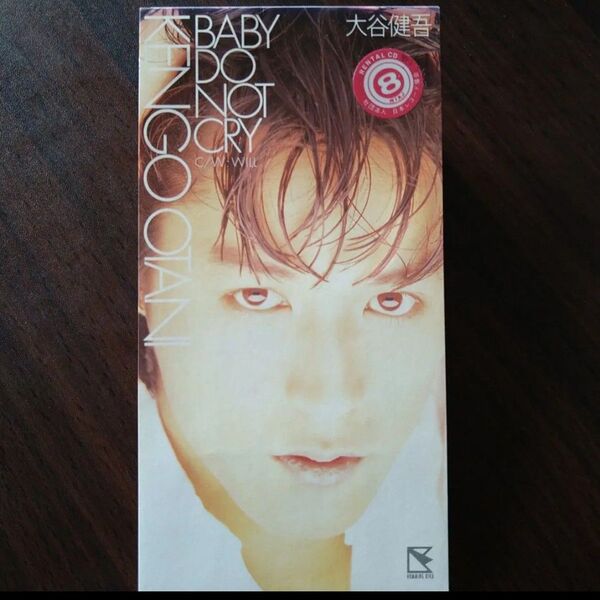 KENGO OTANI
BABY
DO
NOT
CRY
C/W・WILL
大谷健吾
RENTAL CD
8